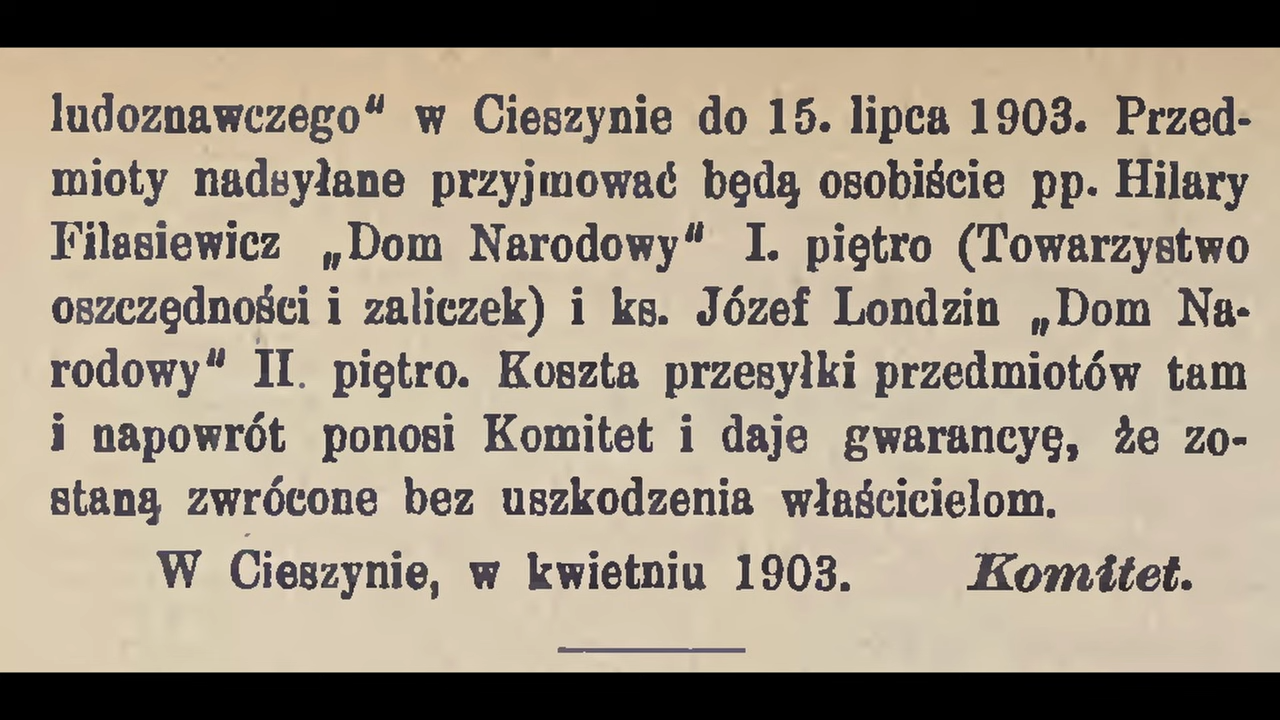 ludoznawczego“ w Cieszynie do 15. lipca 1903. Przed-
mioty nadsyłane przyjmować będą osobiście pp. Hilary
Filasiewicz „Dom Narodowy“ I. piętro (Towarzystwo
oszczędności i zaliczek) i ks. Józef Londzin „Dom Na-
rodowy“ II. piętro. Koszta przesyłki przedmiotów tam
i napowrót ponosi Komitet i daje gwarancyę, że zo-
staną zwrócone bez uszkodzenia właścicielom.
W Cieszynie, w kwietniu 1903. Komitet.